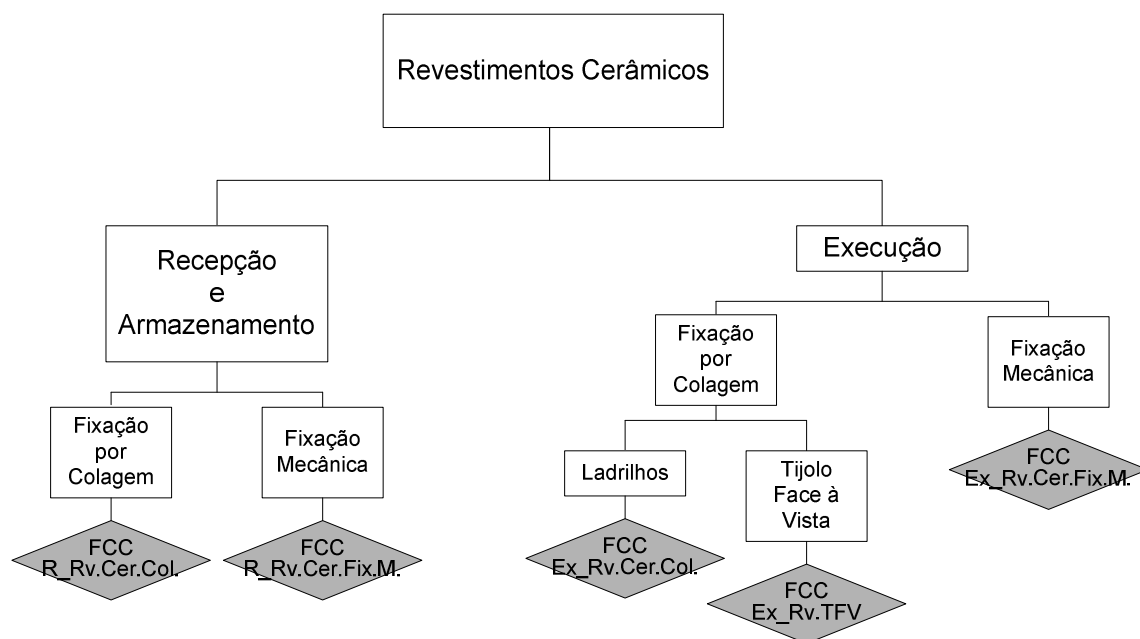 Revestimentos Cerâmicos
Recepção
e
Armazenamento
Execução
Fixação
por
Colagem
Fixação
Mecânica
Fixação
por
Colagem
Fixação
Mecânica
Ladrilhos
Tijolo
Face à
Vista
FCC
Ex_Rv.Cer.Fix.M.
FCC
R_Rv.Cer.Col.
FCC
R_Rv.Cer.Fix.M.
FCC
Ex_Rv.Cer.Col.
FCC
Ex_Rv.TFV